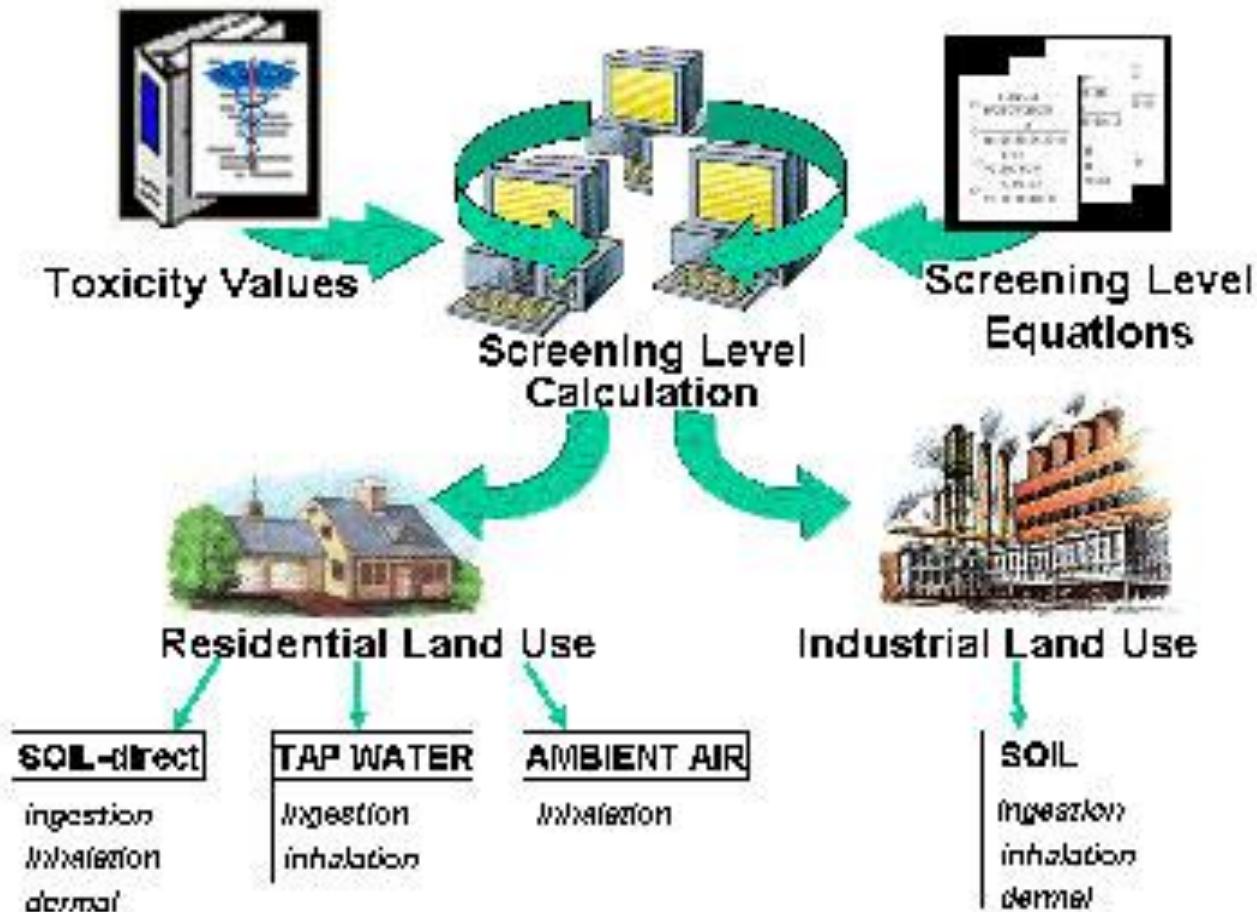 Toxicity Values
Screening Level
Equations
Screening Level
Calculation
Residential Land Use
Industrial Land Use
SOIL-direct
ingestion
inhalation
dermal
TAP WATER
ingestion
inhalation
AMBIENT AIR
inhalation
SOIL
ingestion
inhalation
dermal